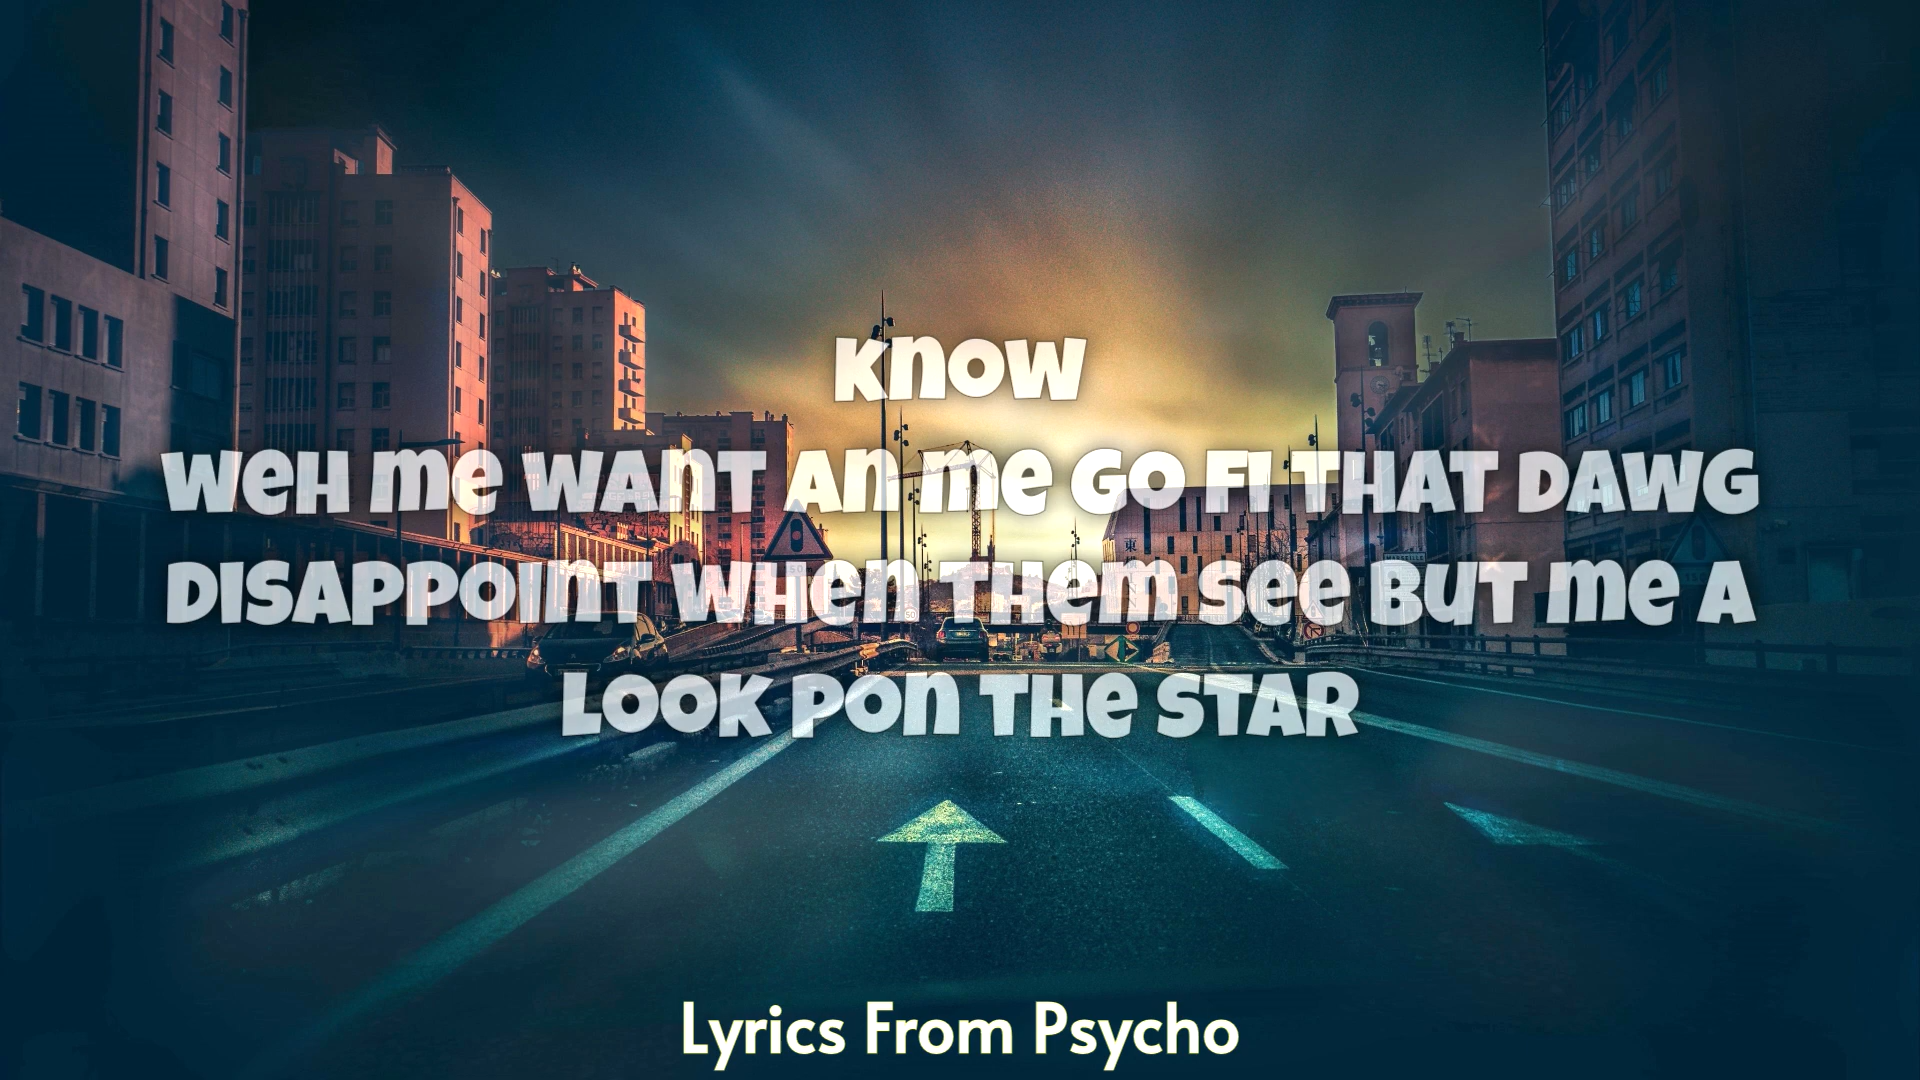 Know
Weh me want an me go fi that dawg
Disappoint when them see but me a
look pon the star
Lyrics From Psycho